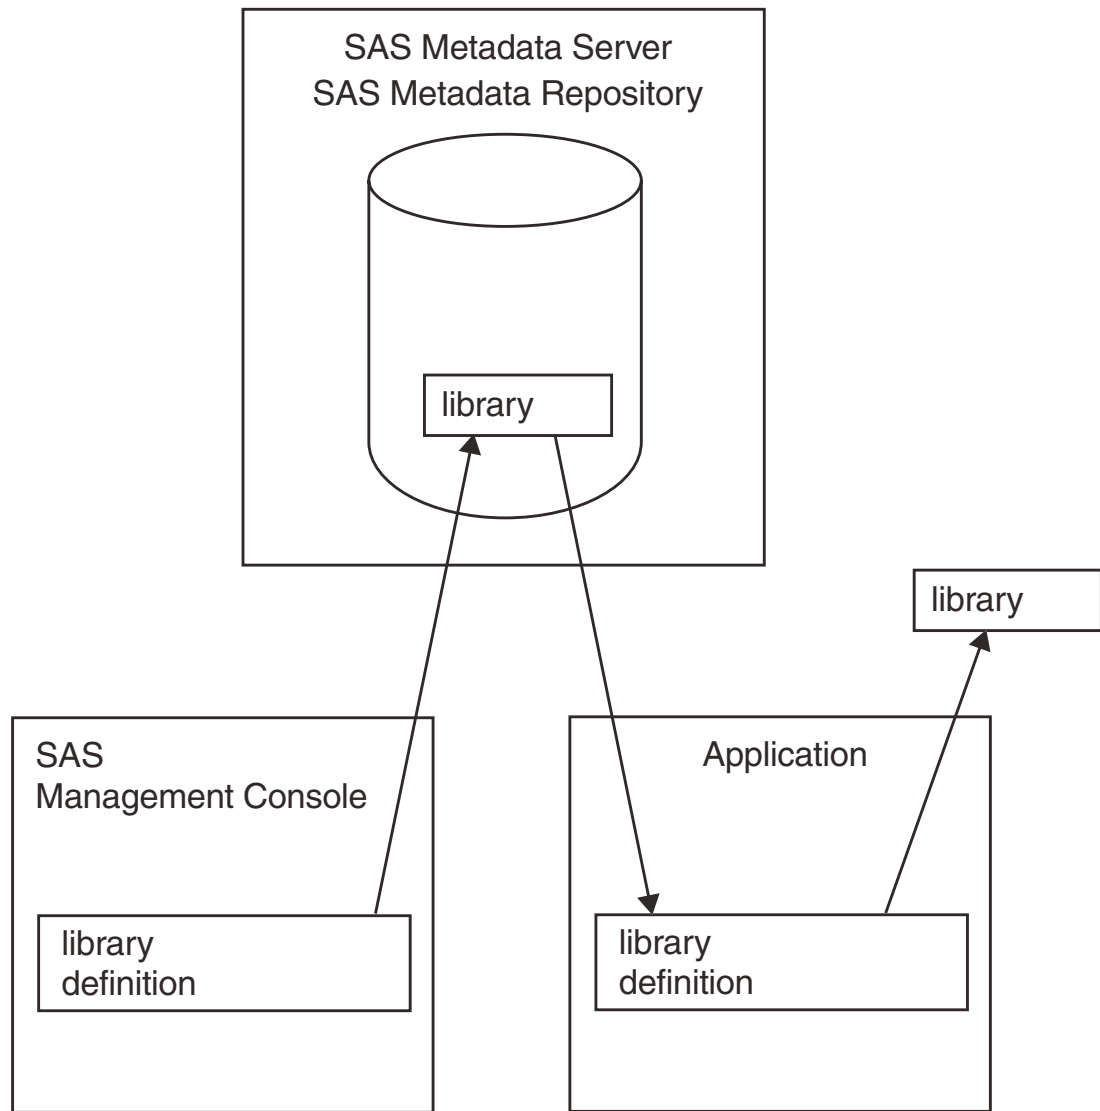 SAS Metadata Server
SAS Metadata Repository
library
library
SAS
Management Console
Application
library
definition
library
definition